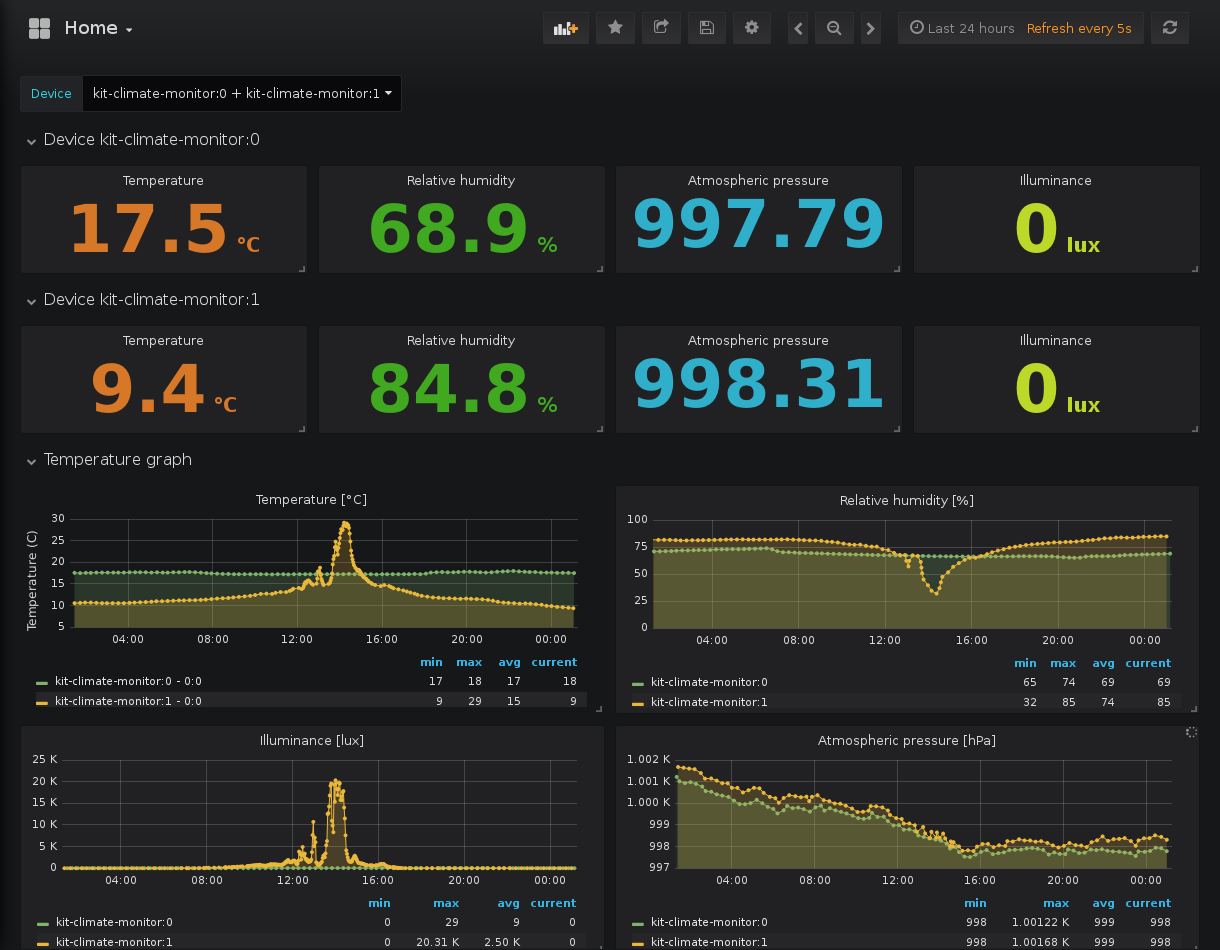 Home
Last 24 hours Refresh every 5s
Device kit-climate-monitor:0 + kit-climate-monitor:1
Device kit-climate-monitor:0
Temperature Relative humidity Atmospheric pressure Illuminance
17.5 °C 68.9 % 997.79 0 lux
Device kit-climate-monitor:1
Temperature Relative humidity Atmospheric pressure Illuminance
9.4 °C 84.8 % 998.31 0 lux
Temperature graph
Temperature [°C]
Temperature (C)
30
25
20
15
10
5
04:00 08:00 12:00 16:00 20:00 00:00
min max avg current
kit-climate-monitor:0 - 0:0 17 18 17 18
kit-climate-monitor:1 - 0:0 9 29 15 9
Relative humidity [%]
100
75
50
25
0
04:00 08:00 12:00 16:00 20:00 00:00
min max avg current
kit-climate-monitor:0 65 74 69 69
kit-climate-monitor:1 32 85 74 85
Illuminance [lux]
25 K
20 K
15 K
10 K
5 K
0
04:00 08:00 12:00 16:00 20:00 00:00
min max avg current
kit-climate-monitor:0 0 29 9 0
kit-climate-monitor:1 0 20.31 K 2.50 K 0
Atmospheric pressure [hPa]
1.002 K
1.001 K
1.000 K
999
998
997
04:00 08:00 12:00 16:00 20:00 00:00
min max avg current
kit-climate-monitor:0 998 1.00122 K 999 998
kit-climate-monitor:1 998 1.00168 K 999 998